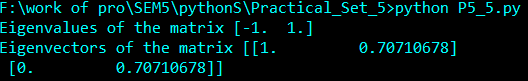 F:\work of pro\SEM5\pythonS\Practical_Set_5>python P5_5.py
Eigenvalues of the matrix [-1.  1.]
Eigenvectors of the matrix [[1.         0.70710678]
 [0.         0.70710678]]